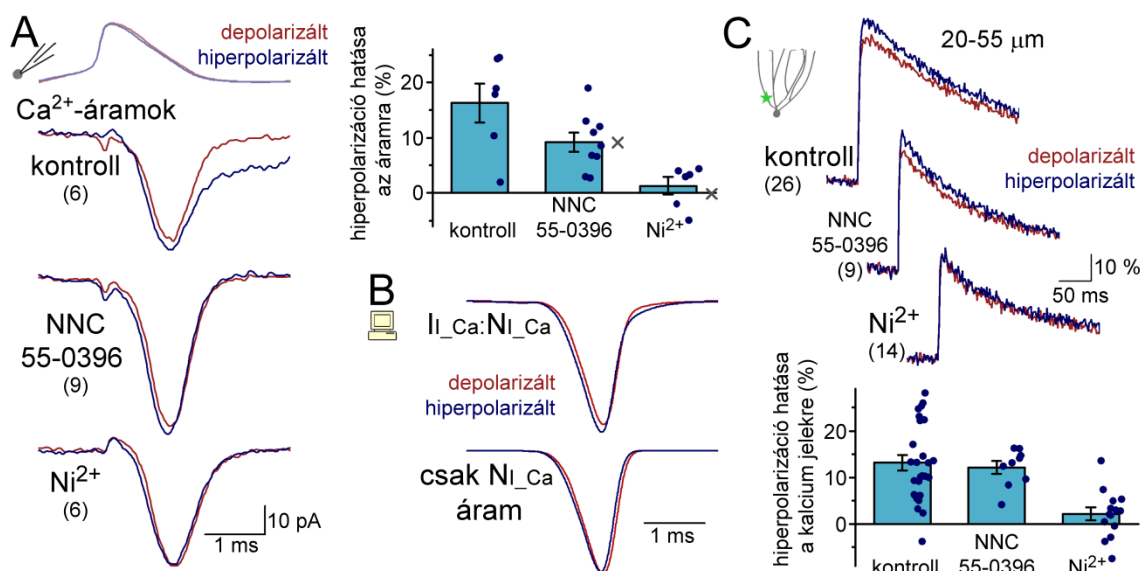 A
depolarizált
hiperpolarizált
Ca2+-áramok
kontroll
(6)
NNC
55-0396
(9)
Ni2+
(6)
10 pA
1 ms
hiperpolarizáció hatása
az áramra (%)
20
10
0
kontroll
NNC
55-0396
Ni2+
B
II_Ca:NI_Ca
depolarizált
hiperpolarizált
csak NI_Ca
áram
1 ms
C
20-55 µm
kontroll
(26)
depolarizált
hiperpolarizált
NNC
55-0396
(9)
10 %
50 ms
Ni2+
(14)
hiperpolarizáció hatása
a kalcium jelekre (%)
20
10
0
kontroll
NNC
55-0396
Ni2+